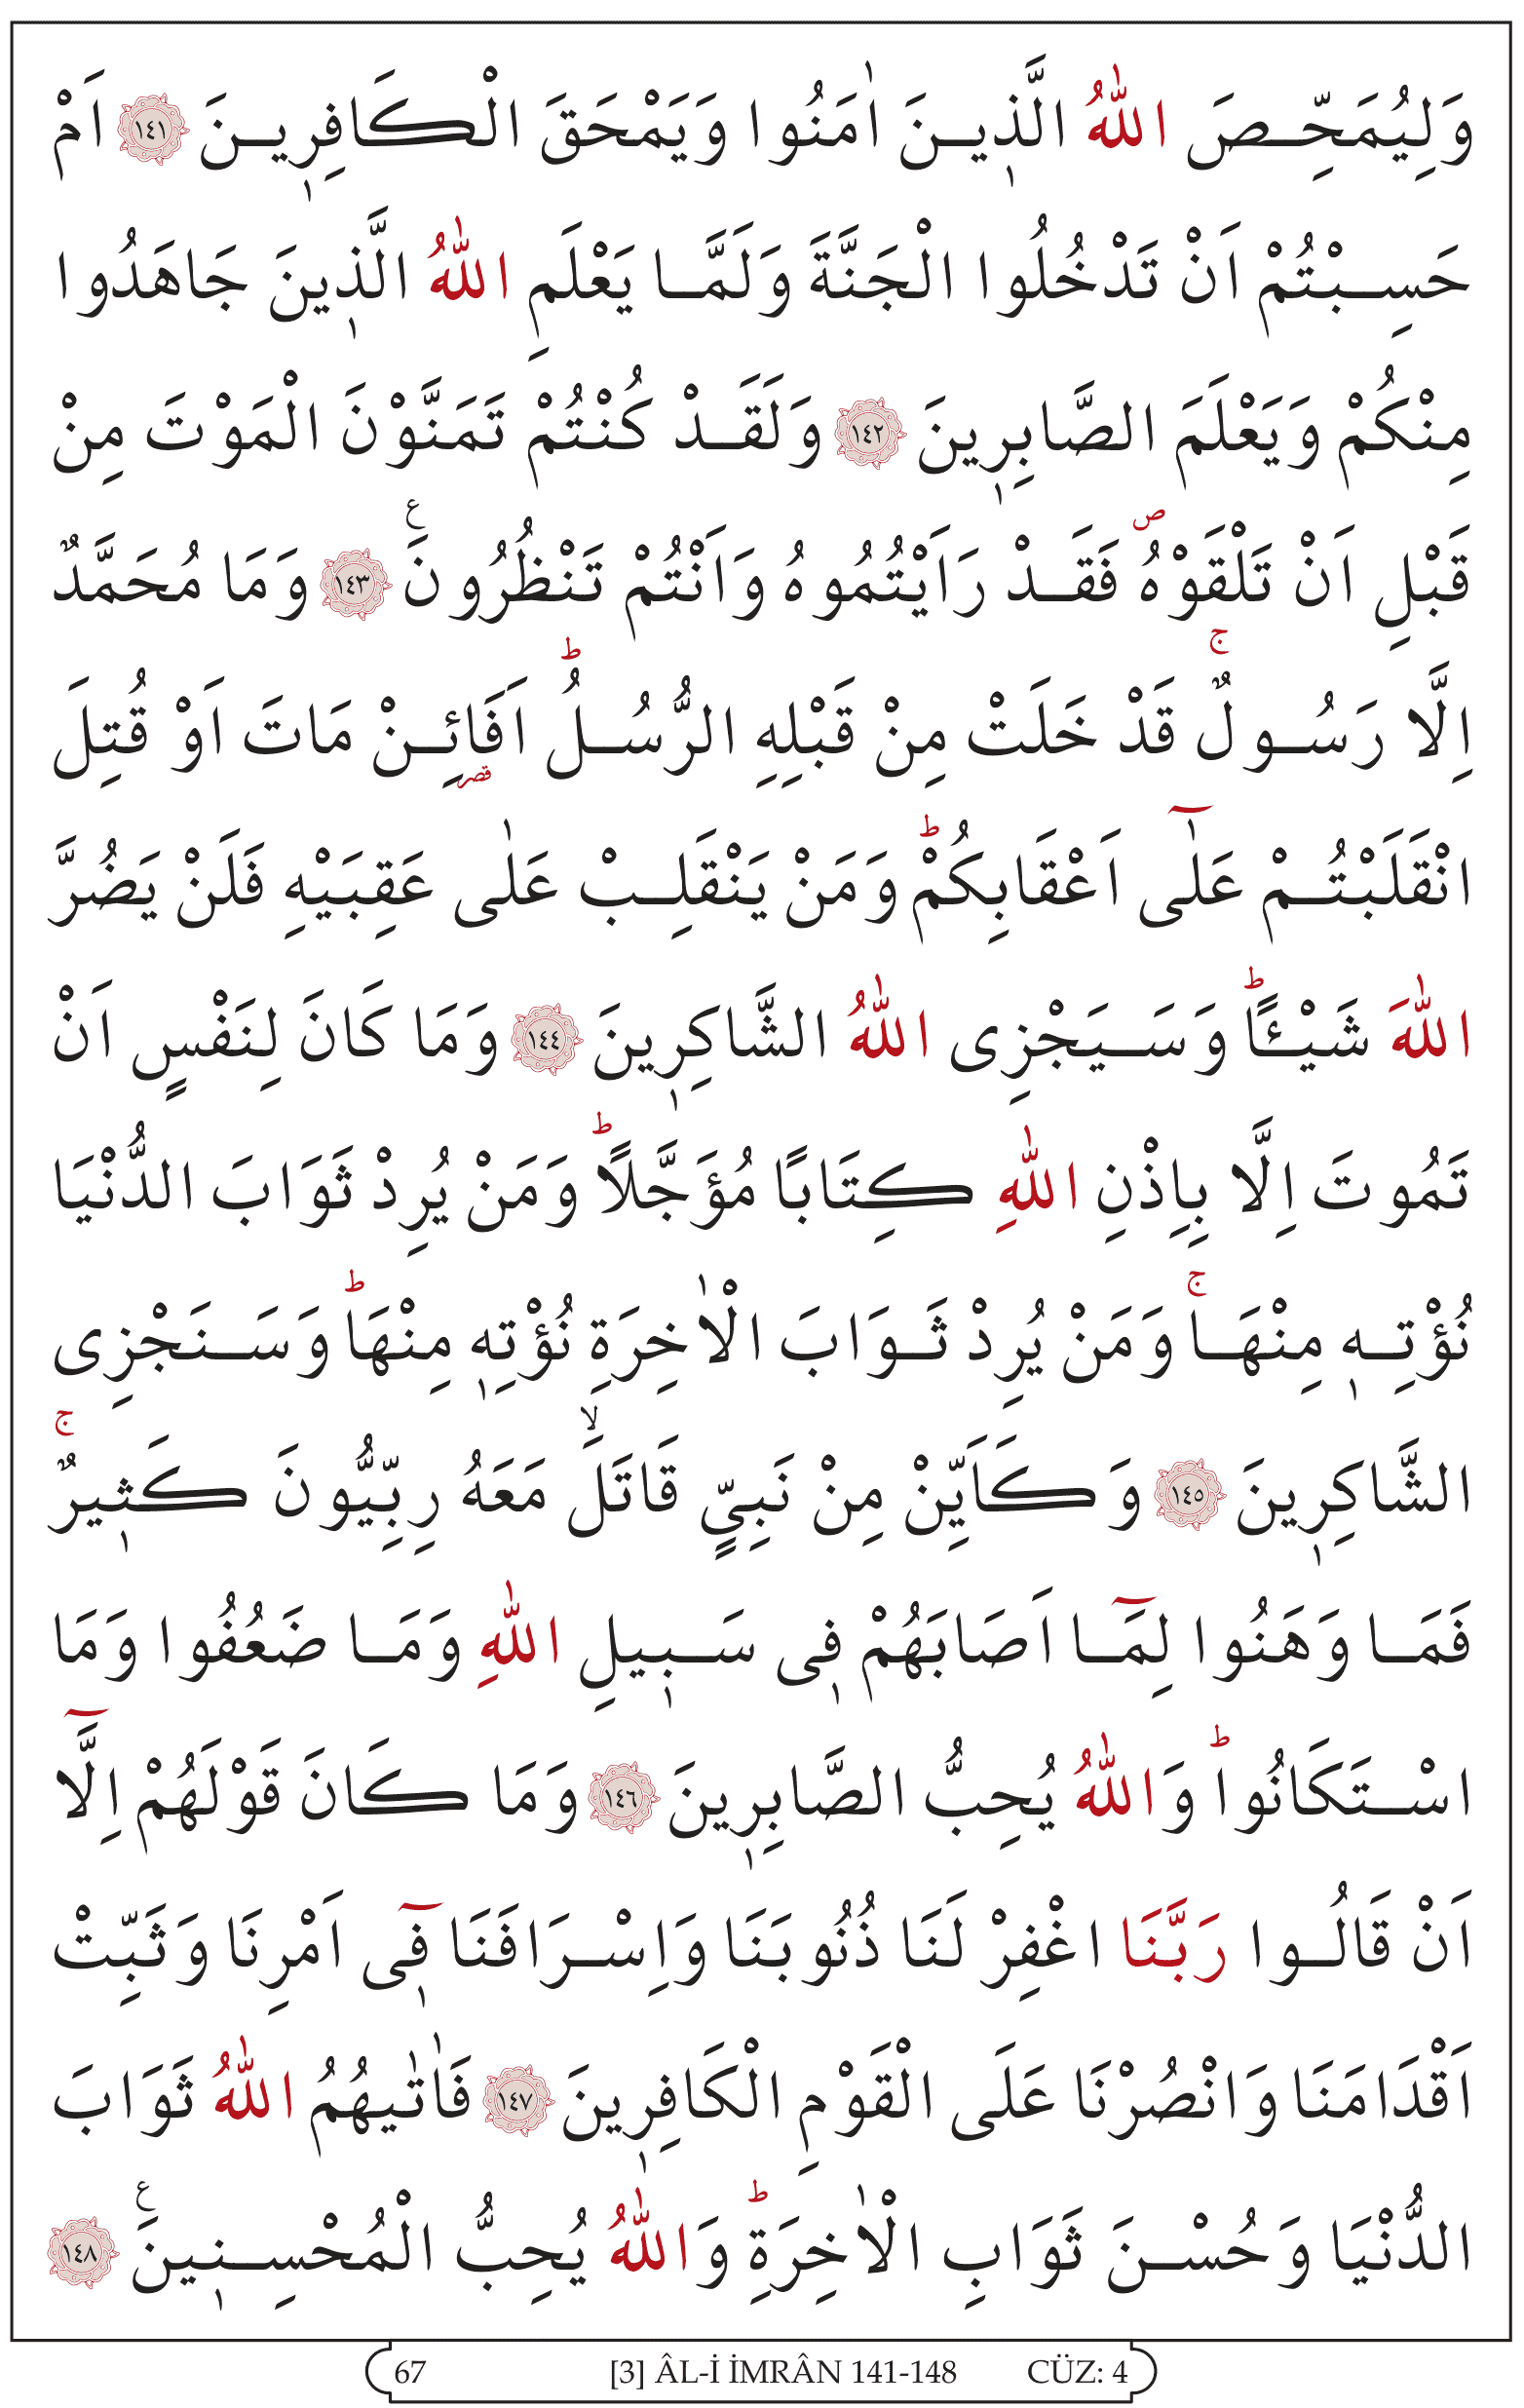 وَلِيُمَحِّصَ اللّٰهُ الَّذ۪ينَ اٰمَنُوا وَيَمْحَقَ الْكَافِر۪ينَ ﴿١٤١﴾ اَمْ
حَسِبْتُمْ اَنْ تَدْخُلُوا الْجَنَّةَ وَلَمَّا يَعْلَمِ اللّٰهُ الَّذ۪ينَ جَاهَدُوا
مِنْكُمْ وَيَعْلَمَ الصَّابِر۪ينَ ﴿١٤٢﴾ وَلَقَدْ كُنْتُمْ تَمَنَّوْنَ الْمَوْتَ مِنْ
قَبْلِ اَنْ تَلْقَوْهُۖ فَقَدْ رَاَيْتُمُوهُ وَاَنْتُمْ تَنْظُرُونَ۟ ﴿١٤٣﴾ وَمَا مُحَمَّدٌ
اِلَّا رَسُولٌۚ قَدْ خَلَتْ مِنْ قَبْلِهِ الرُّسُلُۜ اَفَائِنْ مَاتَ اَوْ قُتِلَ
قصر
انْقَلَبْتُمْ عَلٰٓى اَعْقَابِكُمْۜ وَمَنْ يَنْقَلِبْ عَلٰى عَقِبَيْهِ فَلَنْ يَضُرَّ
اللّٰهَ شَيْـًٔاۜ وَسَيَجْزِي اللّٰهُ الشَّاكِر۪ينَ ﴿١٤٤﴾ وَمَا كَانَ لِنَفْسٍ اَنْ
تَمُوتَ اِلَّا بِاِذْنِ اللّٰهِ كِتَابًا مُؤَجَّلًاۜ وَمَنْ يُرِدْ ثَوَابَ الدُّنْيَا
نُؤْتِه۪ مِنْهَاۚ وَمَنْ يُرِدْ ثَوَابَ الْاٰخِرَةِ نُؤْتِه۪ مِنْهَاۜ وَسَنَجْزِي
الشَّاكِر۪ينَ ﴿١٤٥﴾ وَكَاَيِّنْ مِنْ نَبِيٍّ قَاتَلَۙ مَعَهُ رِبِّيُّونَ كَث۪يرٌۚ
فَمَا وَهَنُوا لِمَٓا اَصَابَهُمْ ف۪ي سَب۪يلِ اللّٰهِ وَمَا ضَعُفُوا وَمَا
اسْتَكَانُواۜ وَاللّٰهُ يُحِبُّ الصَّابِر۪ينَ ﴿١٤٦﴾ وَمَا كَانَ قَوْلَهُمْ اِلَّٓا
اَنْ قَالُوا رَبَّنَا اغْفِرْ لَنَا ذُنُوبَنَا وَاِسْرَافَنَا ف۪ٓي اَمْرِنَا وَثَبِّتْ
اَقْدَامَنَا وَانْصُرْنَا عَلَى الْقَوْمِ الْكَافِر۪ينَ ﴿١٤٧﴾ فَاٰتٰيهُمُ اللّٰهُ ثَوَابَ
الدُّنْيَا وَحُسْنَ ثَوَابِ الْاٰخِرَةِۜ وَاللّٰهُ يُحِبُّ الْمُحْسِن۪ينَ۟ ﴿١٤٨﴾
67 [3] ÂL-İ İMRÂN 141-148 CÜZ: 4